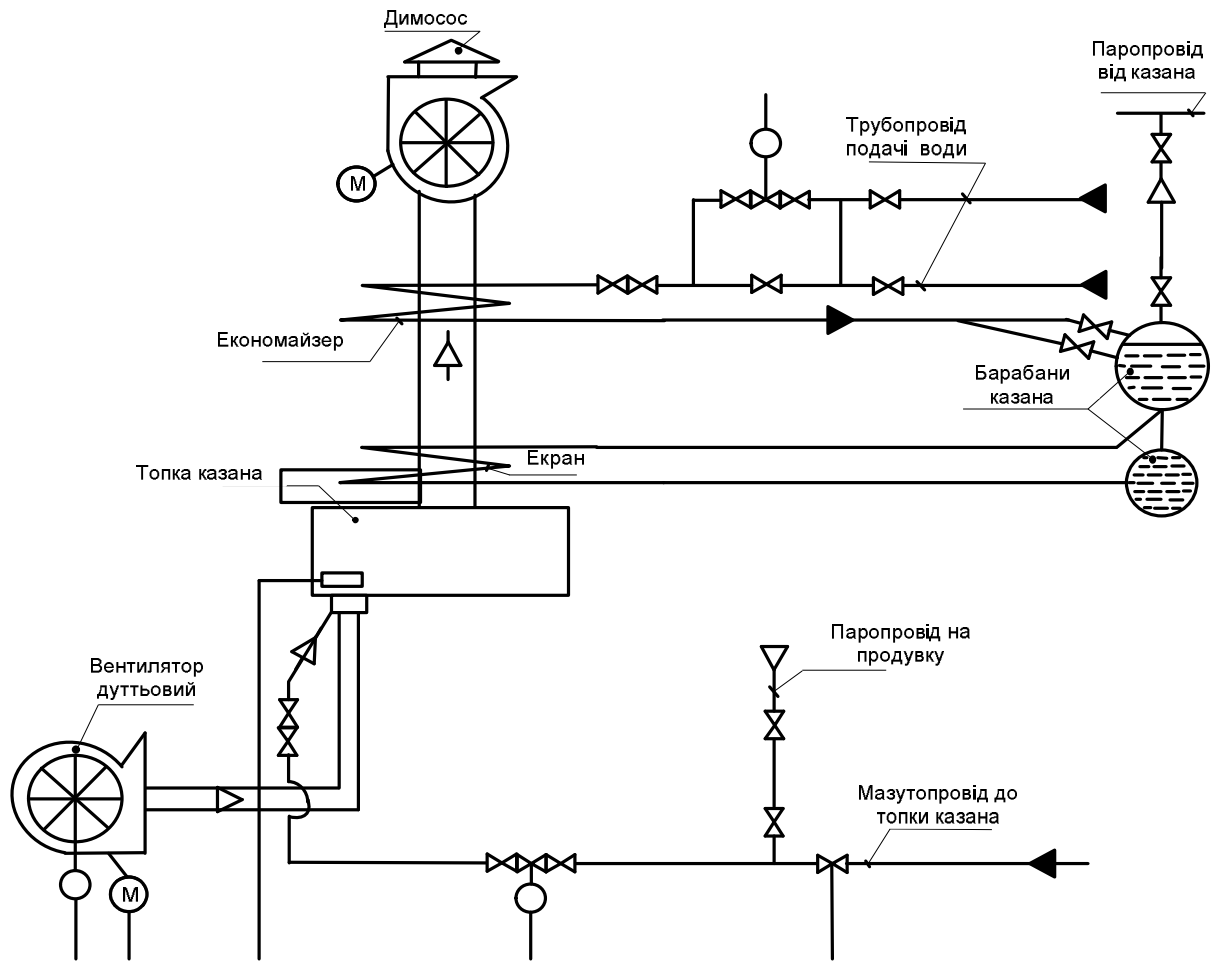 Димосос
Паропровід
від казана
Трубопровід
подачі води
М
Економайзер
Барабани
казана
Екран
Топка казана
Паропровід на
продувку
Вентилятор
дуттьовий
Мазутопровід до
топки казана
М